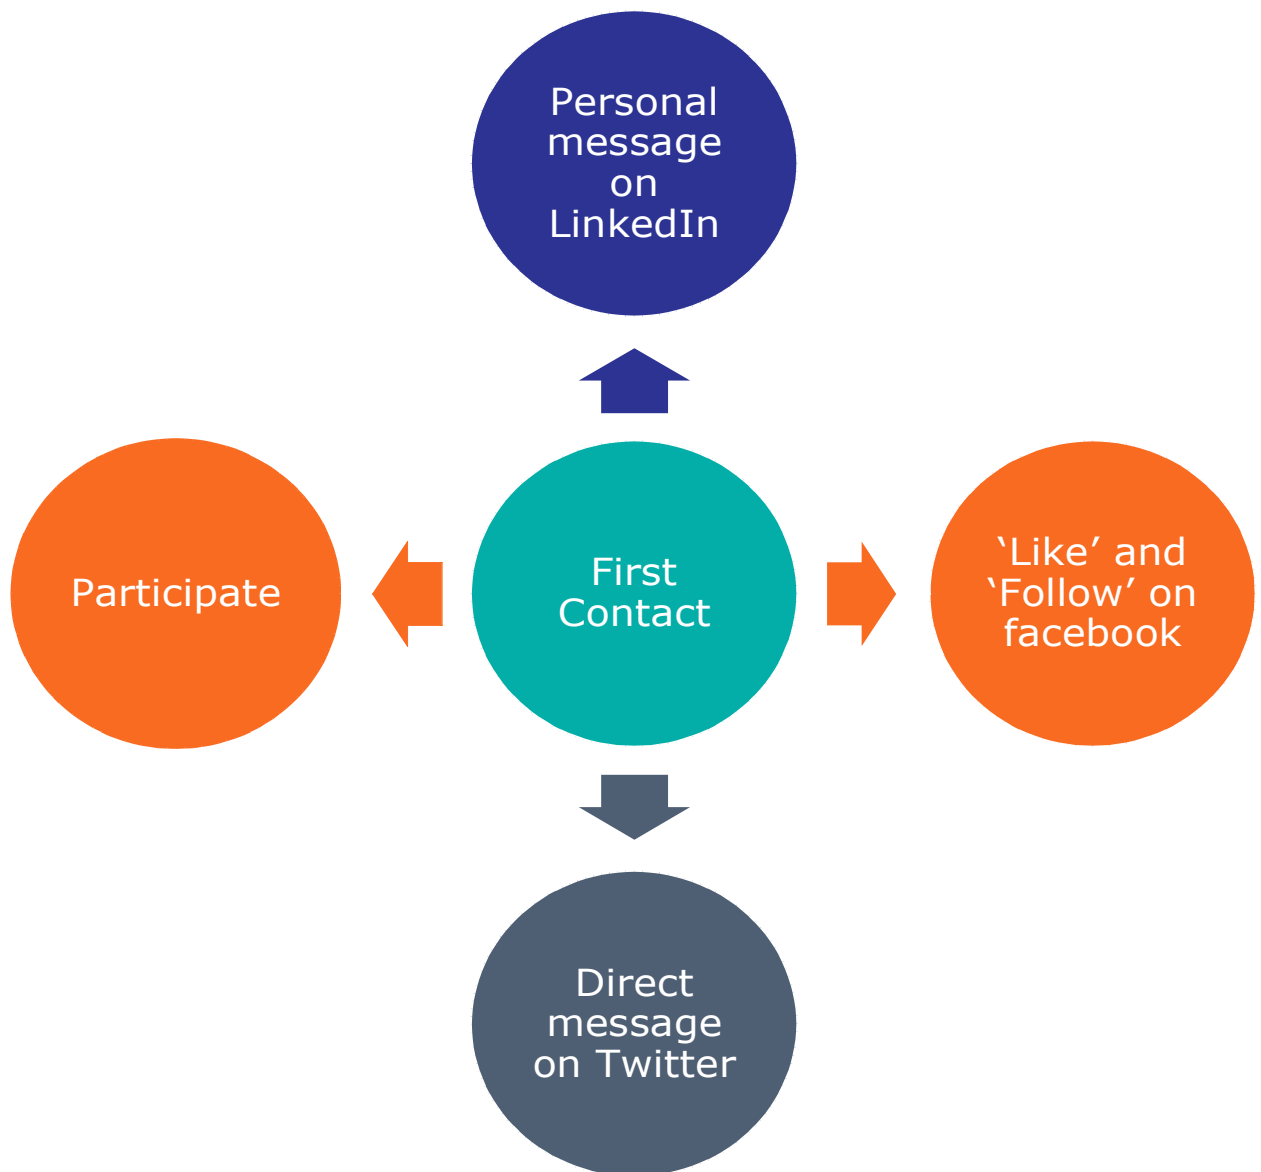 Personal
message
on
LinkedIn
Participate
First
Contact
‘Like’ and
‘Follow’ on
facebook
Direct
message
on Twitter